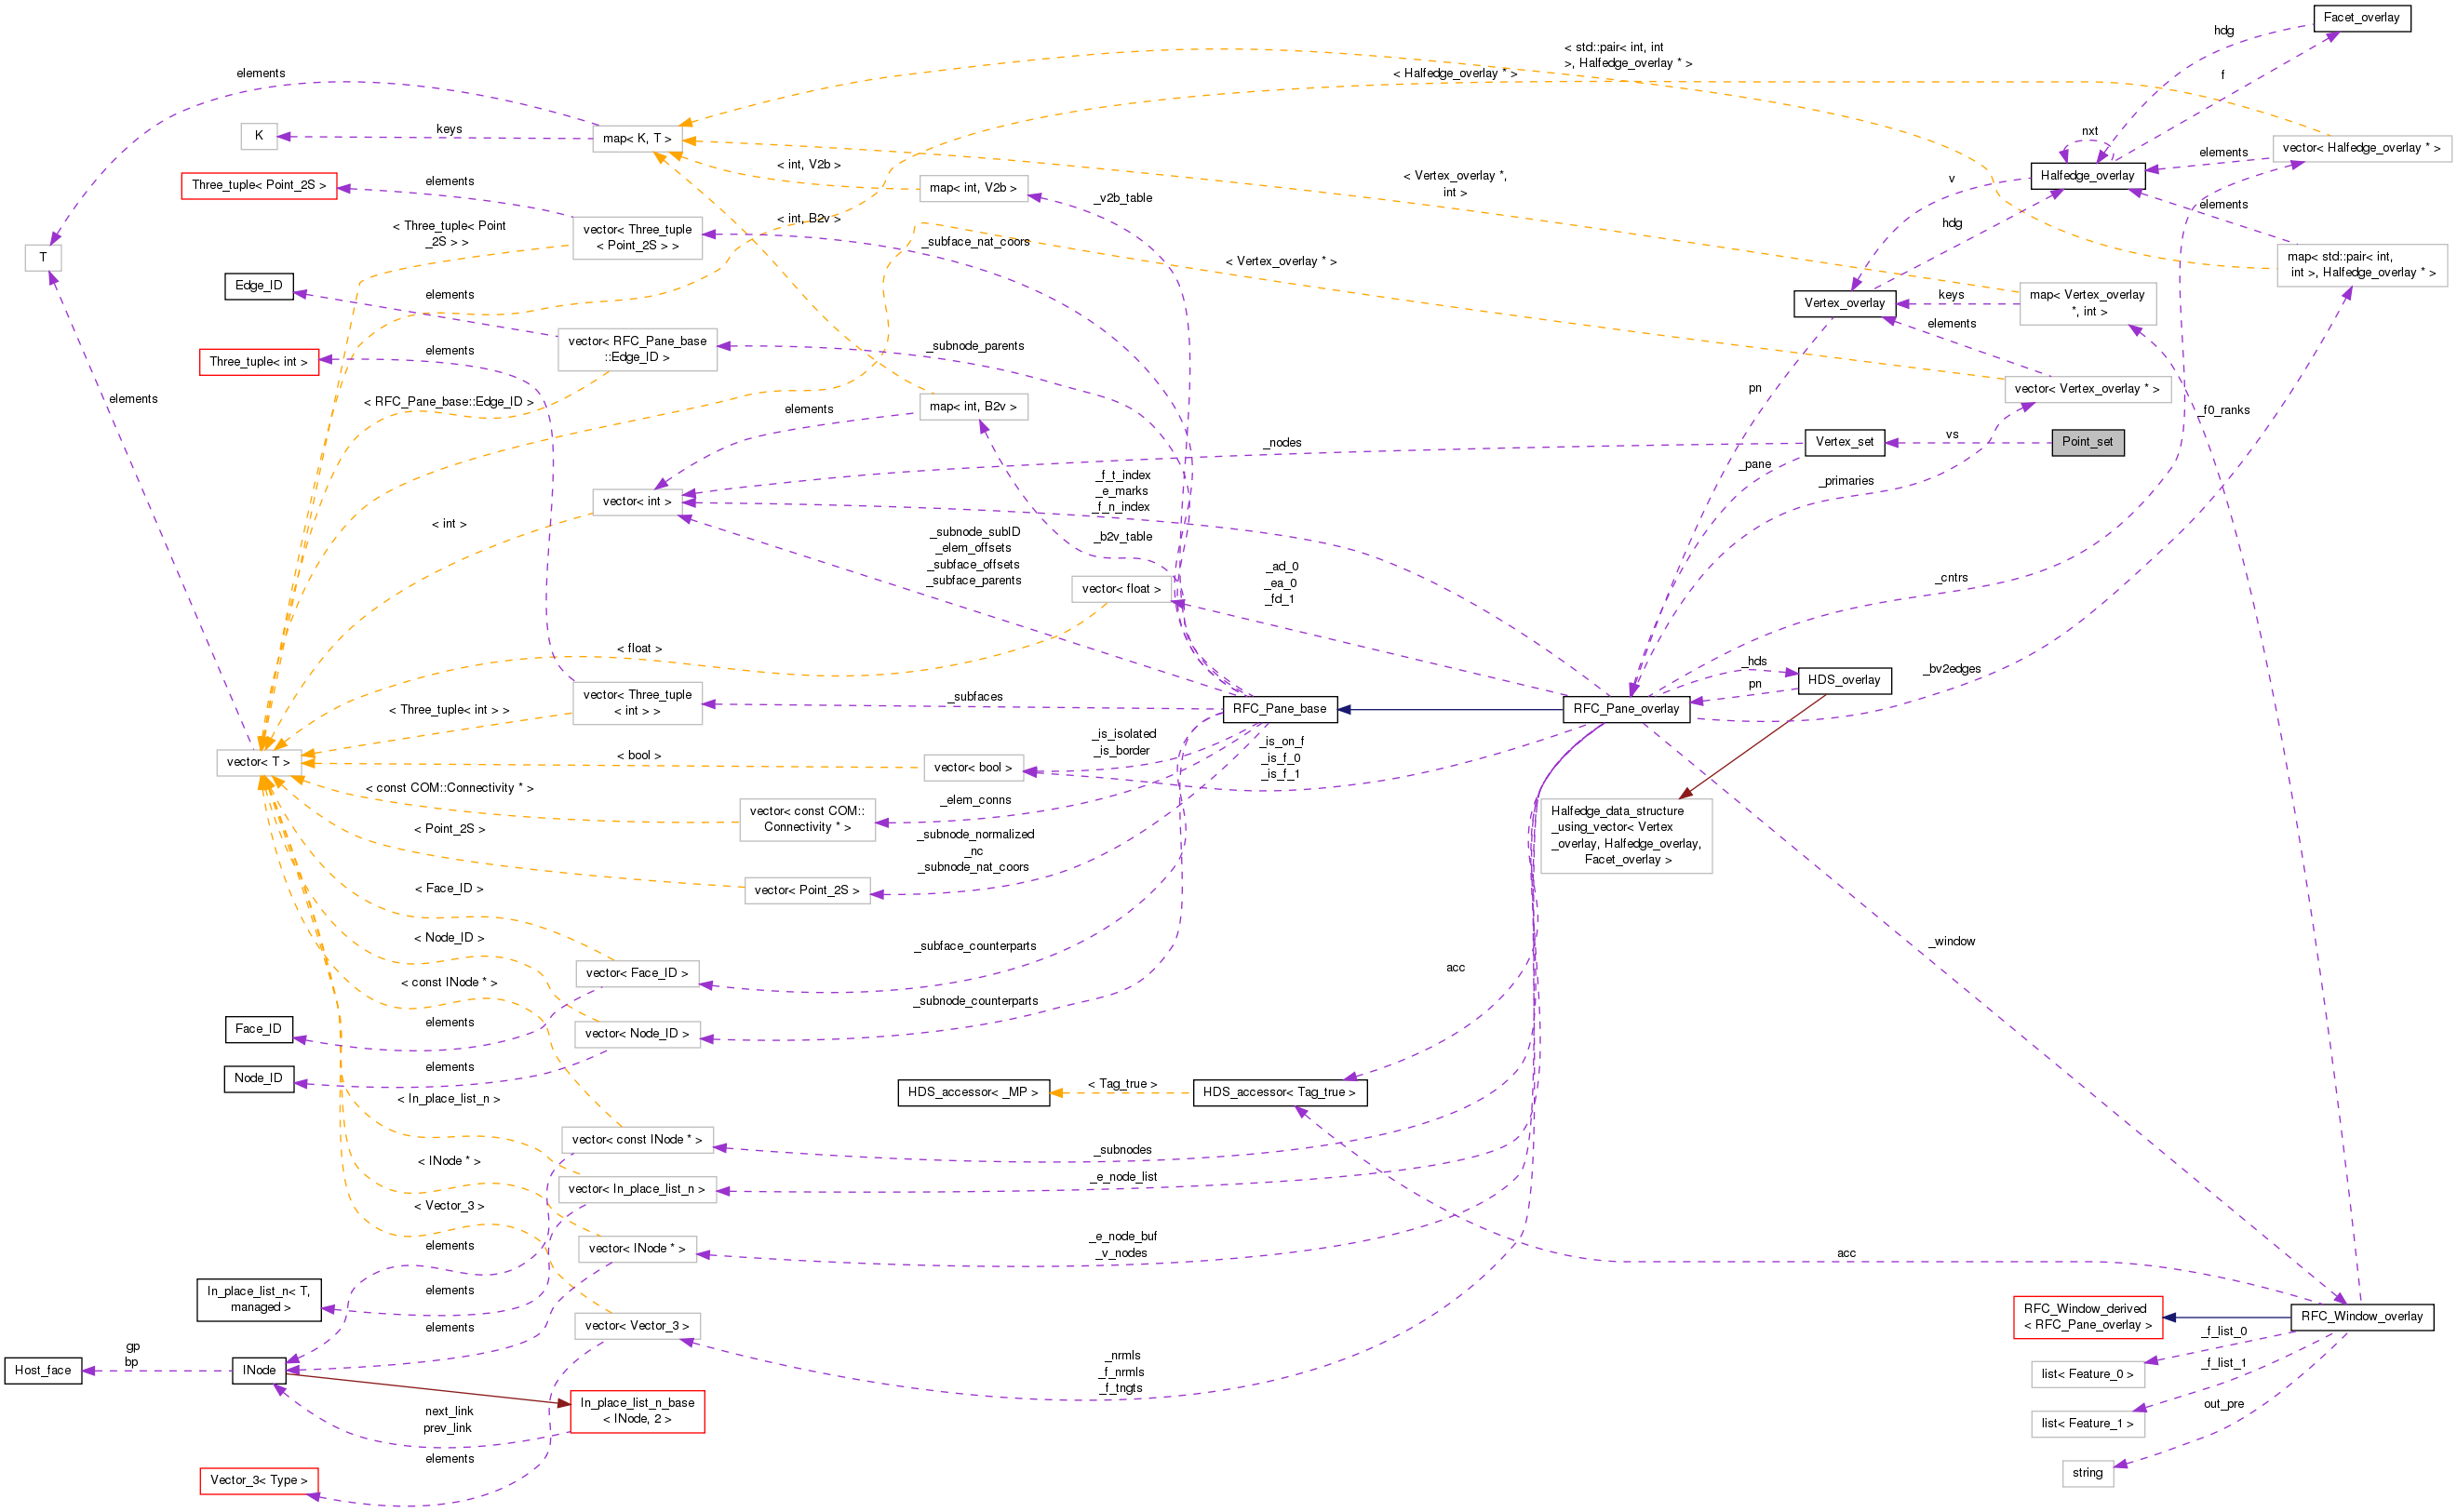 Facet_overlay
hdg
f
< std::pair< int, int
>, Halfedge_overlay * >
< Halfedge_overlay * >
elements
K
keys
map< K, T >
nxt
vector< Halfedge_overlay * >
elements
Halfedge_overlay
Three_tuple< Point_2S >
elements
< int, V2b >
map< int, V2b >
_v2b_table
< Vertex_overlay *,
int >
v
hdg
elements
< Three_tuple< Point
_2S > >
vector< Three_tuple
< Point_2S > >
< int, B2v >
_subface_nat_coors
T
< Vertex_overlay * >
map< std::pair< int,
int >, Halfedge_overlay * >
Edge_ID
elements
Vertex_overlay
keys
map< Vertex_overlay
*, int >
elements
vector< RFC_Pane_base
::Edge_ID >
_subnode_parents
Three_tuple< int >
elements
pn
vector< Vertex_overlay * >
elements
< RFC_Pane_base::Edge_ID >
elements
map< int, B2v >
_f0_ranks
_nodes
Vertex_set
vs
Point_set
_pane
_primaries
_f_t_index
_e_marks
_f_n_index
vector< int >
< int >
_subnode_subID
_elem_offsets
_subface_offsets
_subface_parents
_b2v_table
vector< float >
_ad_0
_ea_0
_fd_1
_cntrs
< float >
_hds
pn
HDS_overlay
_bv2edges
vector< Three_tuple
< int > >
_subfaces
RFC_Pane_base
RFC_Pane_overlay
< Three_tuple< int > >
vector< T >
< bool >
vector< bool >
_is_isolated
_is_border
_is_on_f
_is_f_0
_is_f_1
< const COM::Connectivity * >
vector< const COM::
Connectivity * >
_elem_conns
Halfedge_data_structure
_using_vector< Vertex
_overlay, Halfedge_overlay,
Facet_overlay >
< Point_2S >
_subnode_normalized
_nc
_subnode_nat_coors
vector< Point_2S >
< Face_ID >
< Node_ID >
_subface_counterparts
_window
vector< Face_ID >
acc
< const INode * >
_subnode_counterparts
Face_ID
elements
vector< Node_ID >
Node_ID
elements
HDS_accessor< _MP >
< Tag_true >
HDS_accessor< Tag_true >
< In_place_list_n >
vector< const INode * >
_subnodes
< INode * >
vector< In_place_list_n >
_e_node_list
< Vector_3 >
elements
vector< INode * >
_e_node_buf
_v_nodes
acc
In_place_list_n< T,
managed >
elements
elements
vector< Vector_3 >
RFC_Window_derived
< RFC_Pane_overlay >
RFC_Window_overlay
_f_list_0
gp
bp
Host_face
INode
_nrmls
_f_nrmls
_f_tngts
list< Feature_0 >
_f_list_1
In_place_list_n_base
< INode, 2 >
next_link
prev_link
out_pre
list< Feature_1 >
elements
Vector_3< Type >
string